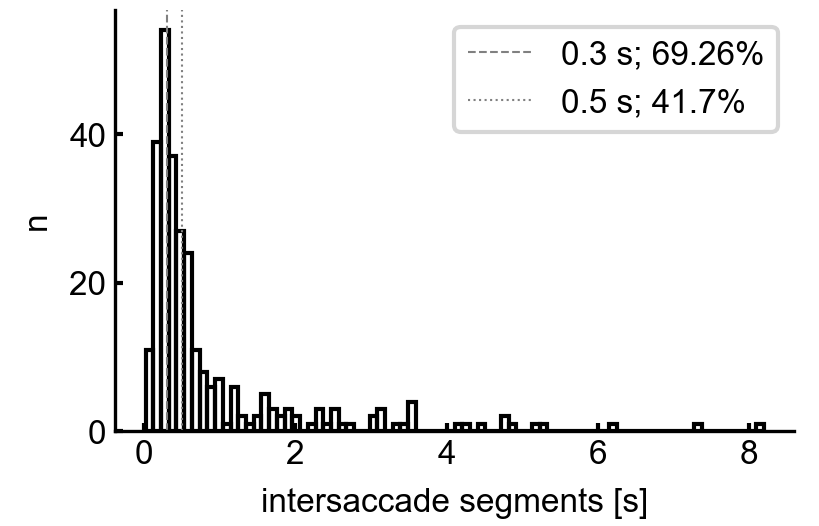 0.3 s; 69.26%
0.5 s; 41.7%
40
n
20
0
0 2 4 6 8
intersaccade segments [s]